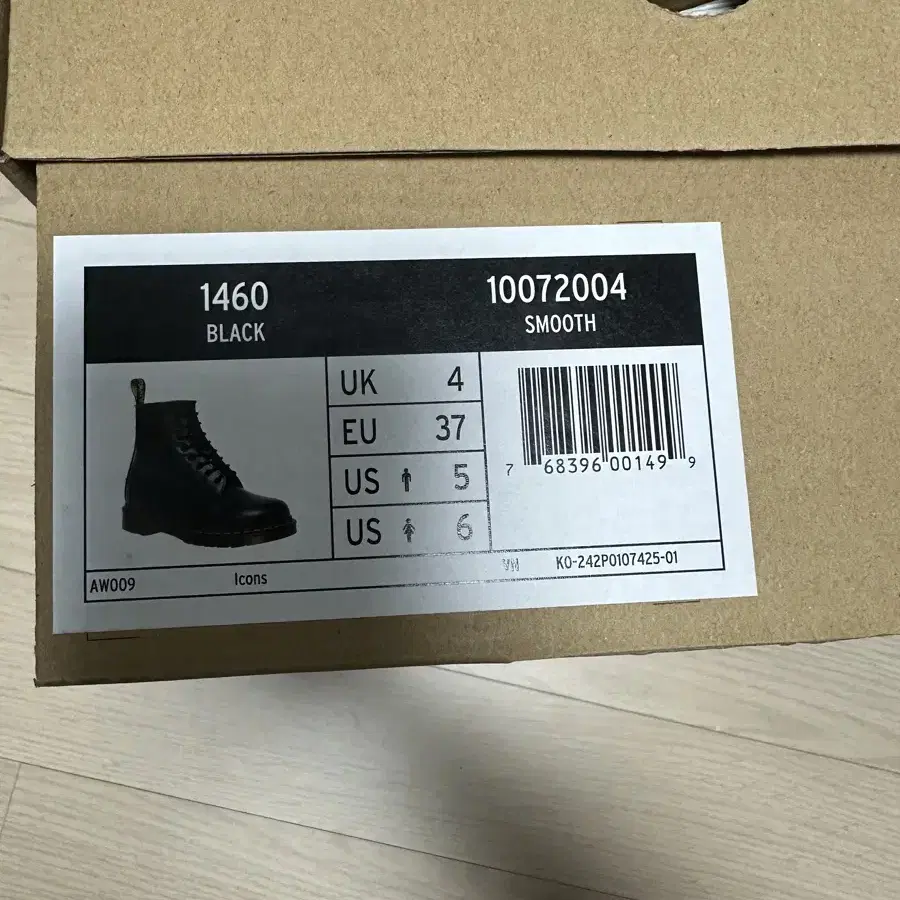 1460
BLACK
10072004
SMOOTH
UK 4
EU 37
US 5
US 6
7 68396 00149 9
AW009
Icons
VN
KO-242P0107425-01